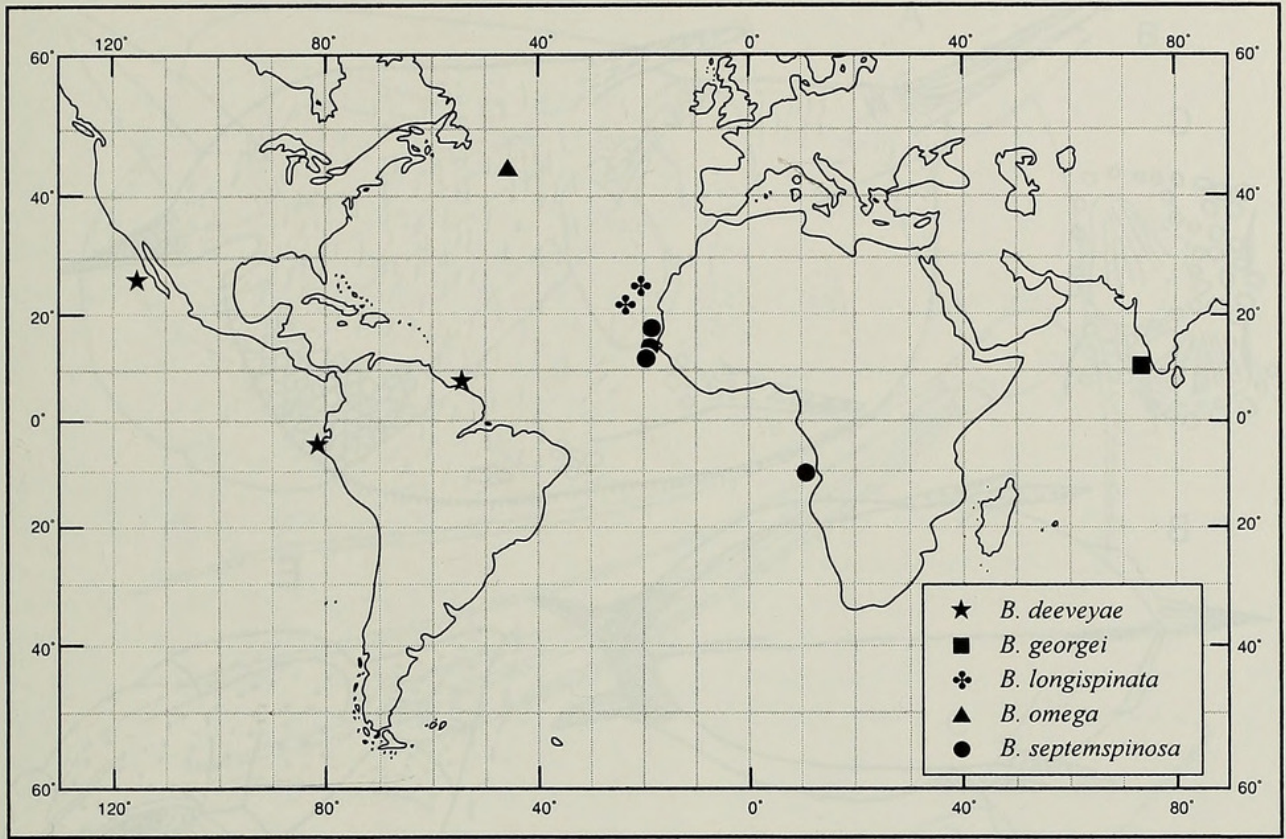 120° 80° 40° 0° 40° 80°
60° 60°
40° 40°
20° 20°
0° 0°
20° 20°
40° 40°
60° 60°
120° 80° 40° 0° 40° 80°
B. deeveyae
B. georgei
B. longispinata
B. omega
B. septemspinosa